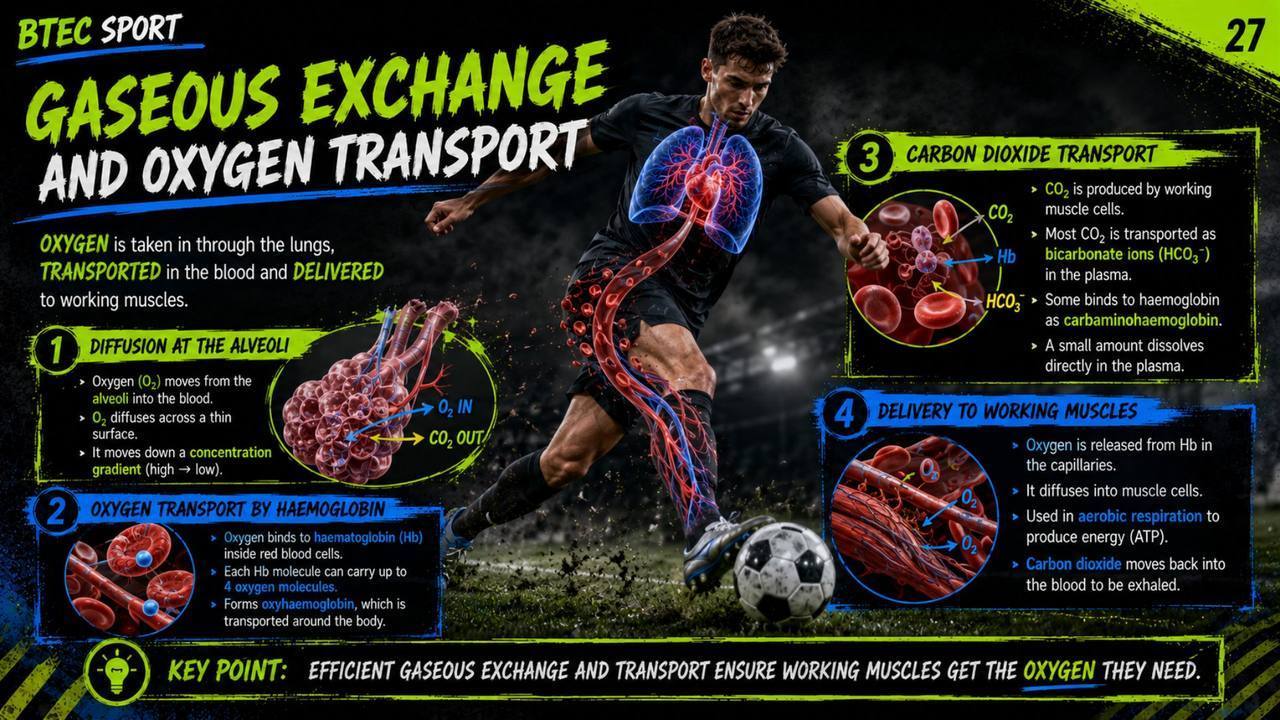 BTEC SPORT
27
GASEOUS EXCHANGE
AND OXYGEN TRANSPORT
OXYGEN is taken in through the lungs,
TRANSPORTED in the blood and DELIVERED
to working muscles.
1 DIFFUSION AT THE ALVEOLI
Oxygen (O₂) moves from the
alveoli into the blood.
O₂ diffuses across a thin
surface.
It moves down a concentration
gradient (high → low).
O₂ IN
CO₂ OUT
2 OXYGEN TRANSPORT BY HAEMOGLOBIN
Oxygen binds to haematoglobin (Hb)
inside red blood cells.
Each Hb molecule can carry up to
4 oxygen molecules.
Forms oxyhaemoglobin, which is
transported around the body.
3 CARBON DIOXIDE TRANSPORT
CO₂
Hb
HCO₃⁻
CO₂ is produced by working
muscle cells.
Most CO₂ is transported as
bicarbonate ions (HCO₃⁻)
in the plasma.
Some binds to haemoglobin
as carbaminohaemoglobin.
A small amount dissolves
directly in the plasma.
4 DELIVERY TO WORKING MUSCLES
O₂
O₂
O₂
Oxygen is released from Hb in
the capillaries.
It diffuses into muscle cells.
Used in aerobic respiration to
produce energy (ATP).
Carbon dioxide moves back into
the blood to be exhaled.
KEY POINT: EFFICIENT GASEOUS EXCHANGE AND TRANSPORT ENSURE WORKING MUSCLES GET THE OXYGEN THEY NEED.